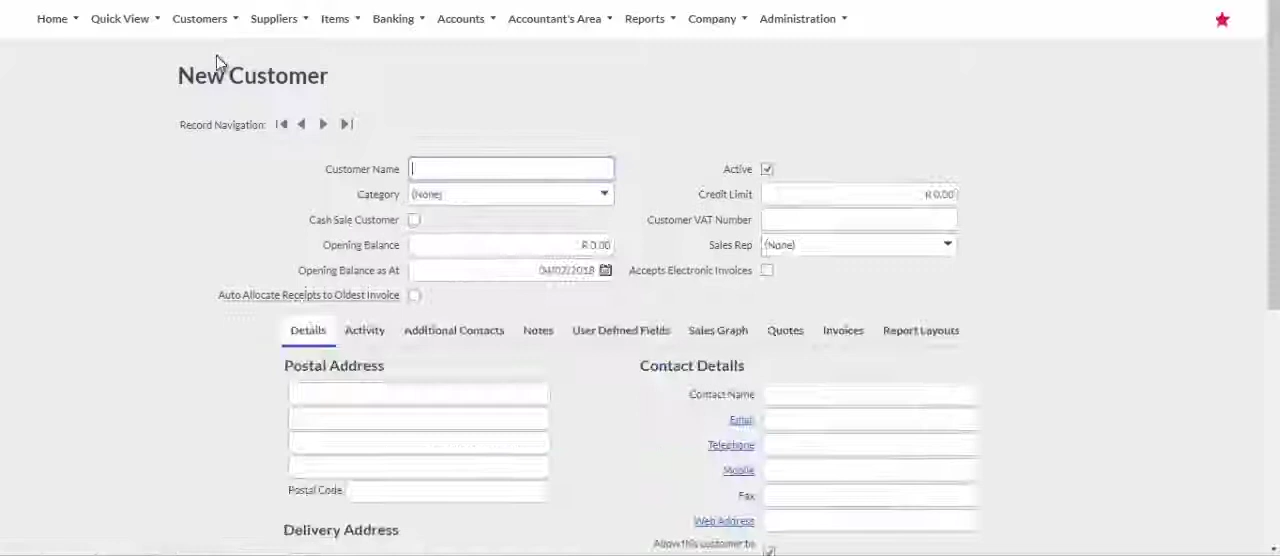 Home Quick View Customers Suppliers Items Banking Accounts Accountant's Area Reports Company Administration
New Customer
Record Navigation:
Customer Name Active
Category (None) Credit Limit R 0.00
Cash Sale Customer Customer VAT Number
Opening Balance R 0.00 Sales Rep (None)
Opening Balance as At 04/02/2018 Accepts Electronic Invoices
Auto Allocate Receipts to Oldest Invoice
Details Activity Additional Contacts Notes User Defined Fields Sales Graph Quotes Invoices Report Layouts
Postal Address Contact Details
Contact Name
Email
Telephone
Mobile
Postal Code Fax
Web Address
Delivery Address
Allow this customer to